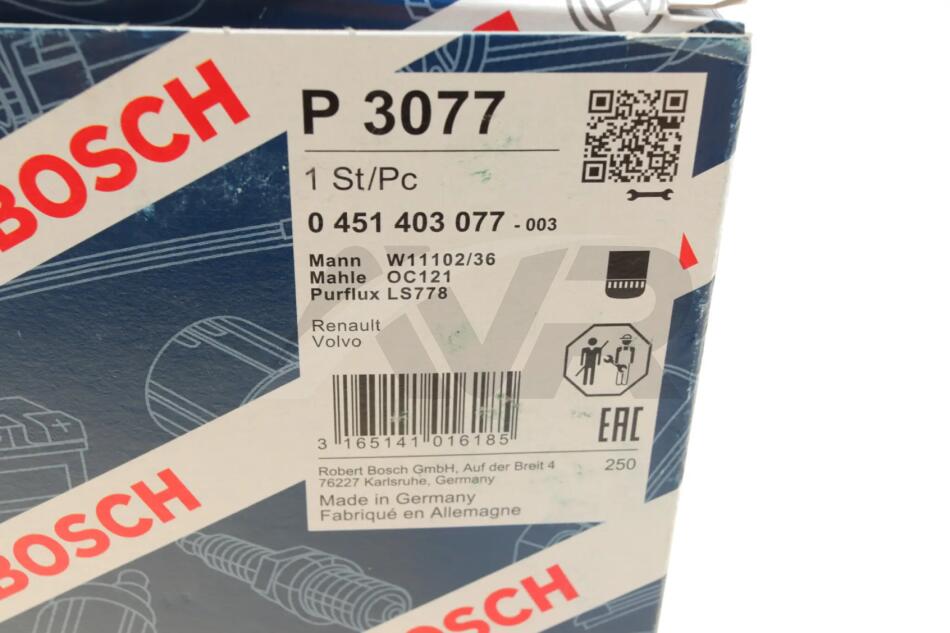 BOSCH
P 3077
1 St/Pc
0 451 403 077 - 003
Mann W11102/36
Mahle OC121
Purflux LS778
Renault
Volvo
AVR
3 165141 016185
EAC
Robert Bosch GmbH, Auf der Breit 4
76227 Karlsruhe, Germany
250
Made in Germany
Fabriqué en Allemagne
BOSCH
BOSCH